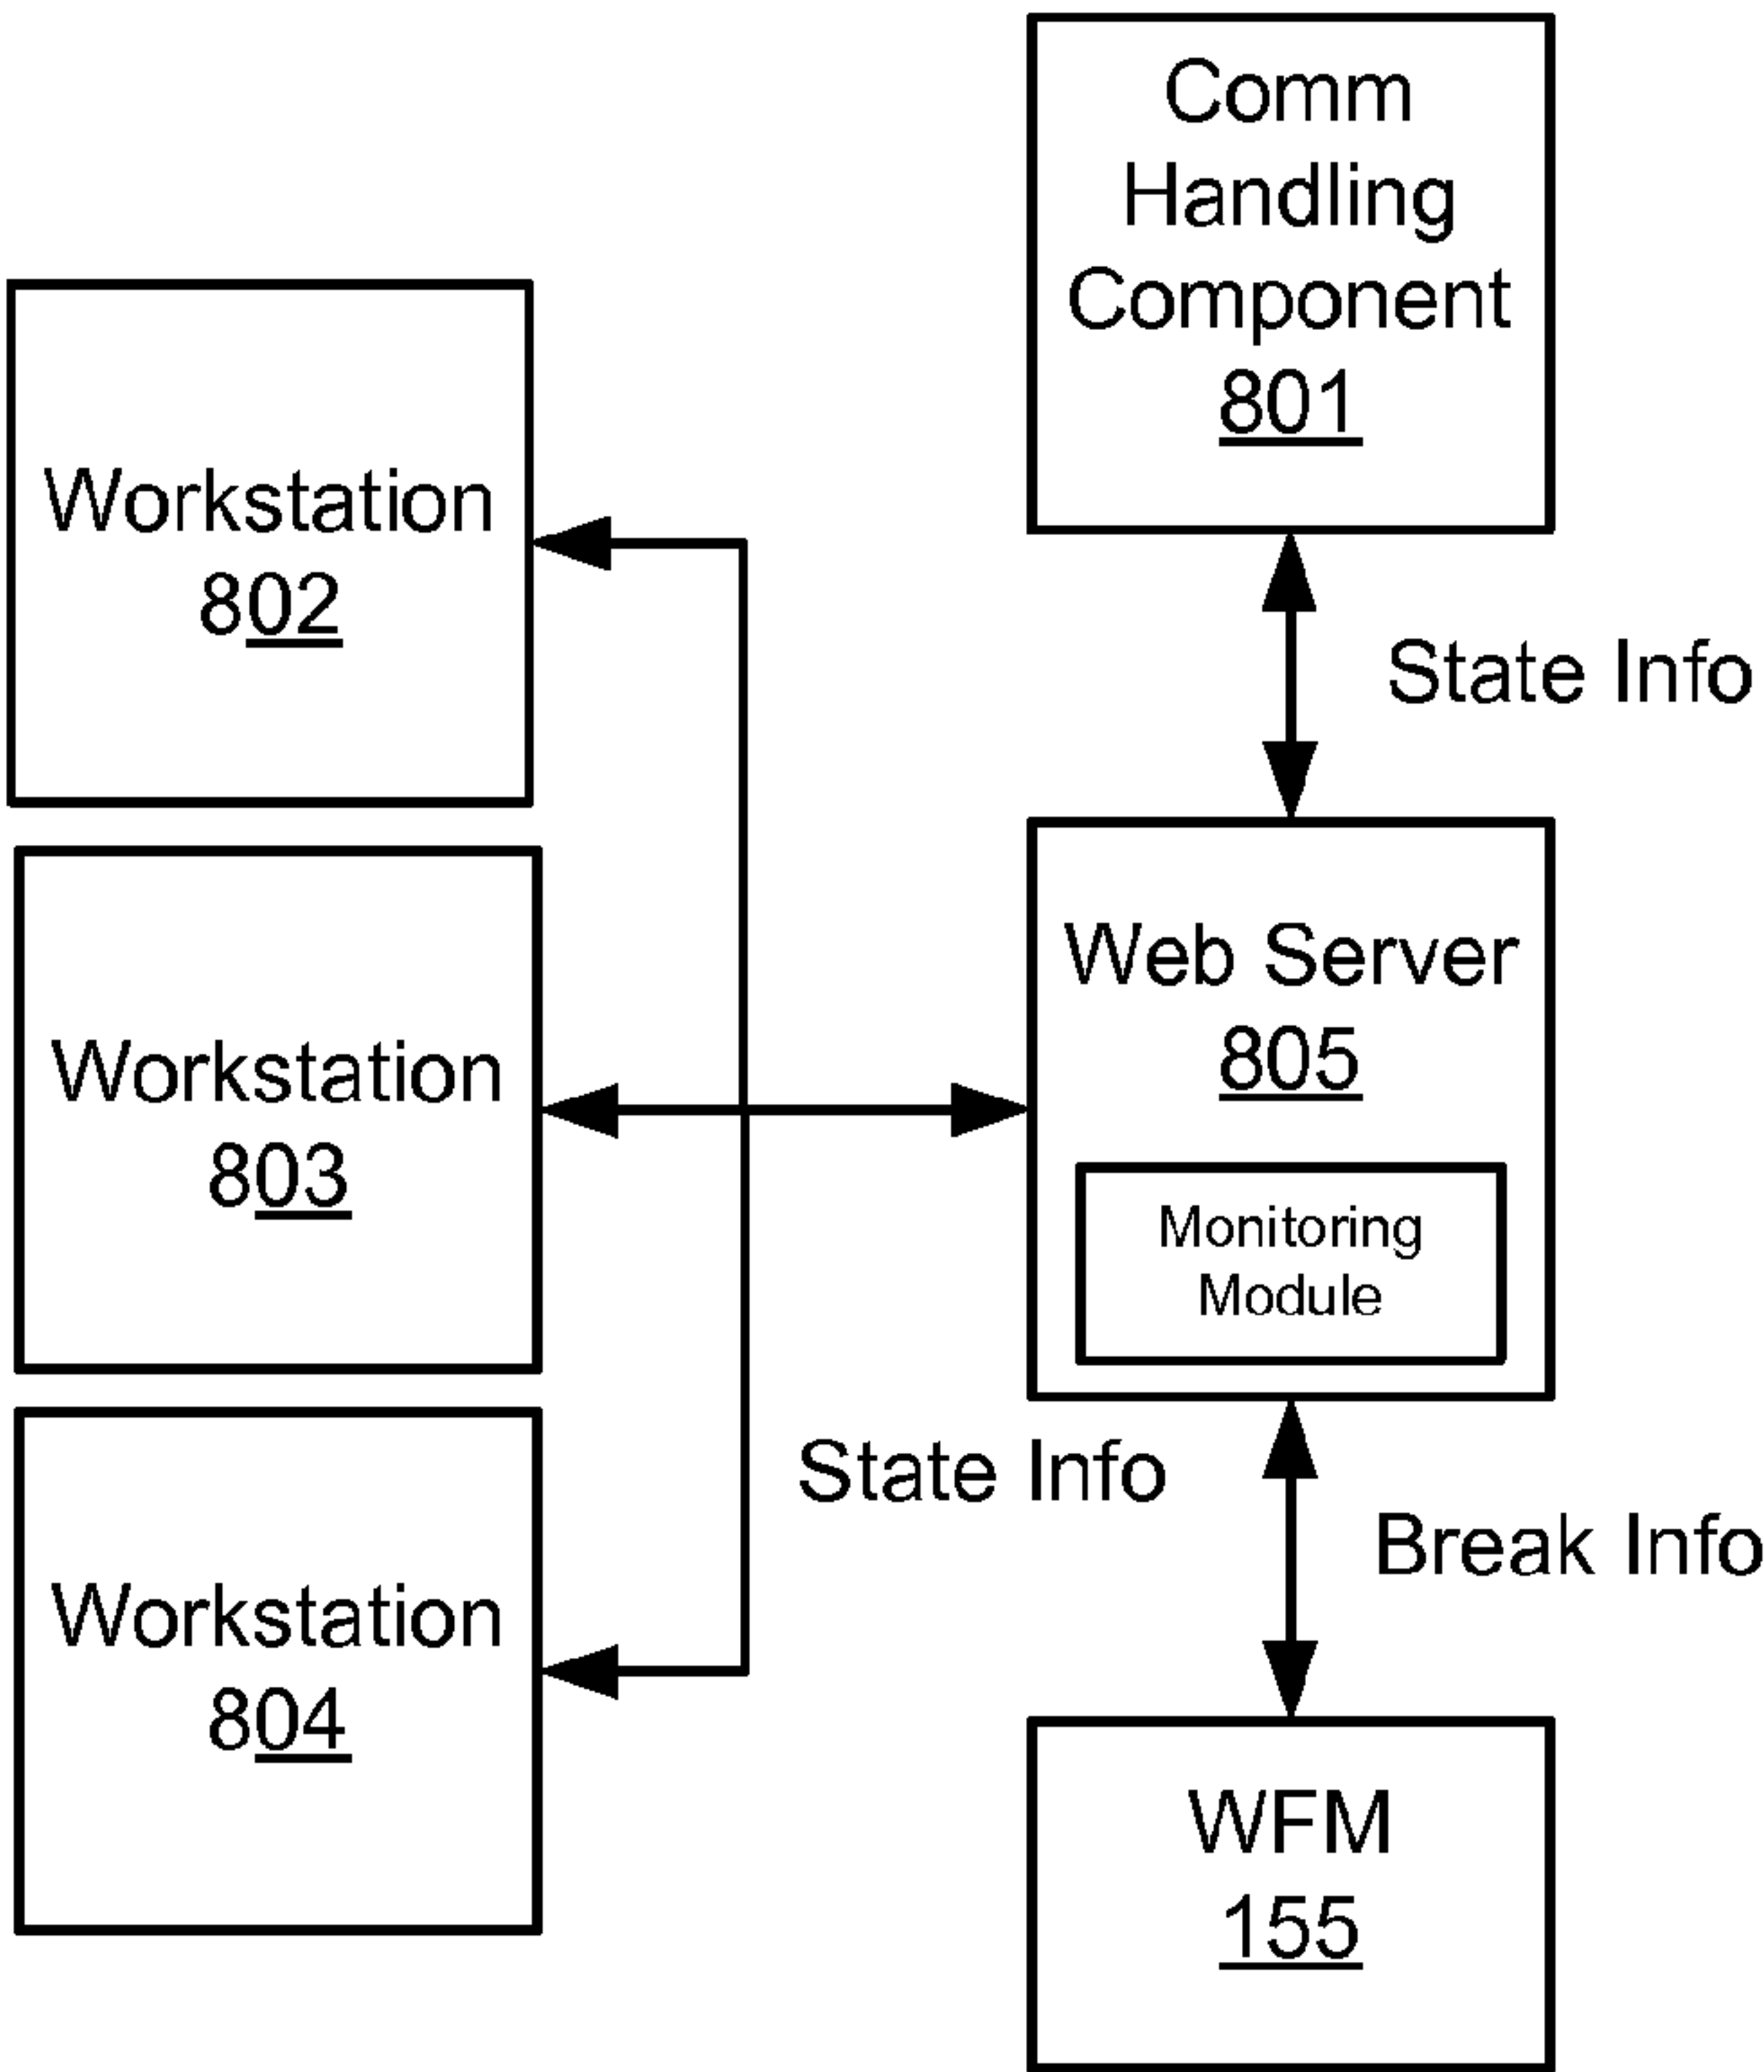 Comm
Handling
Component
801
Workstation
802
State Info
Web Server
805
Workstation
803
Monitoring
Module
State Info
Break Info
Workstation
804
WFM
155